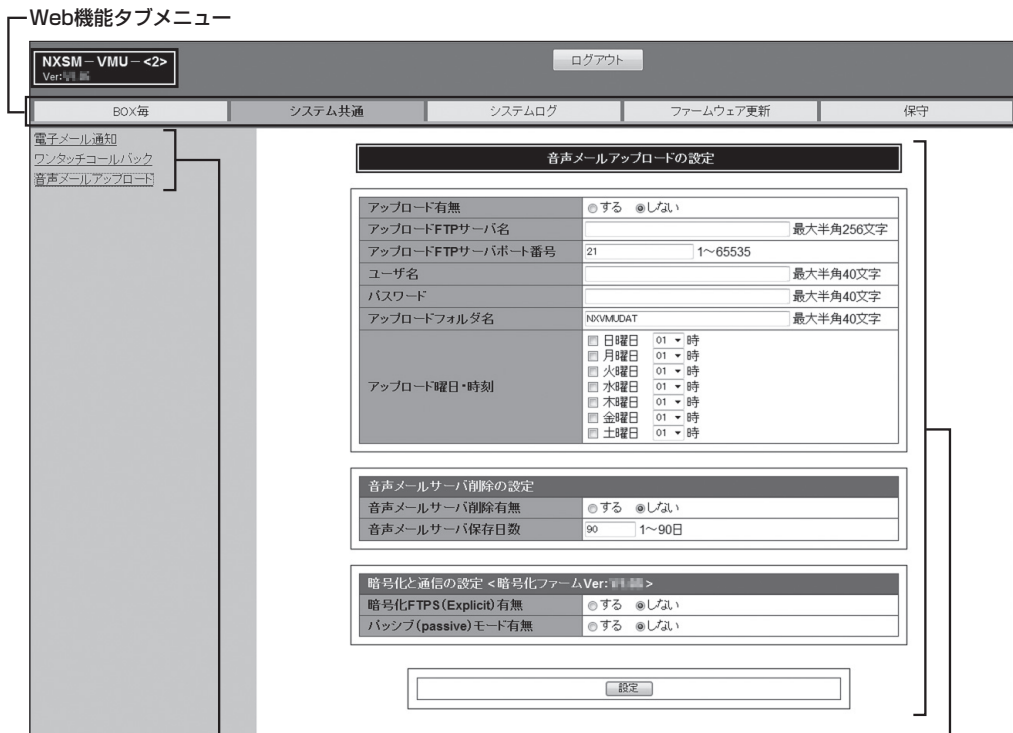 Web機能タブメニュー
NXSM－VMU－<2>
Ver:
ログアウト
BOX毎 システム共通 システムログ ファームウェア更新 保守
電子メール通知
ワンタッチコールバック
音声メールアップロード
音声メールアップロードの設定
アップロード有無 する しない
アップロードFTPサーバ名 最大半角256文字
アップロードFTPサーバポート番号 21 1～65535
ユーザ名 最大半角40文字
パスワード 最大半角40文字
アップロードフォルダ名 NXVMUDAT 最大半角40文字
アップロード曜日・時刻
日曜日 01 時
月曜日 01 時
火曜日 01 時
水曜日 01 時
木曜日 01 時
金曜日 01 時
土曜日 01 時
音声メールサーバ削除の設定
音声メールサーバ削除有無 する しない
音声メールサーバ保存日数 90 1～90日
暗号化と通信の設定 <暗号化ファームVer: >
暗号化FTPS(Explicit)有無 する しない
パッシブ(passive)モード有無 する しない
設定